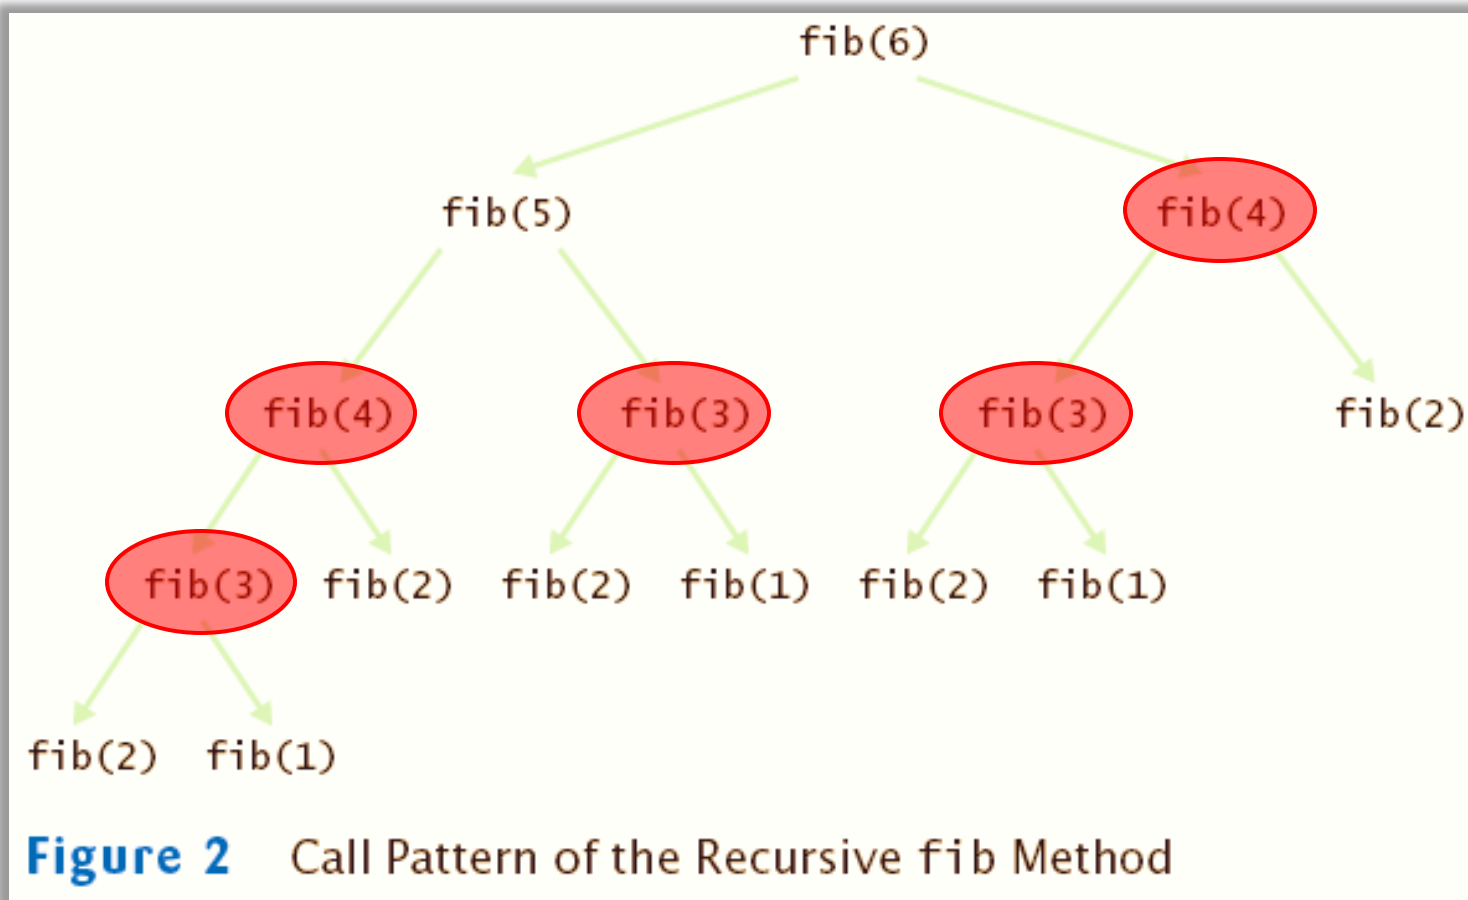 fib(6)
fib(5) fib(4)
fib(4) fib(3) fib(3) fib(2)
fib(3) fib(2) fib(2) fib(1) fib(2) fib(1)
fib(2) fib(1)
Figure 2 Call Pattern of the Recursive fib Method